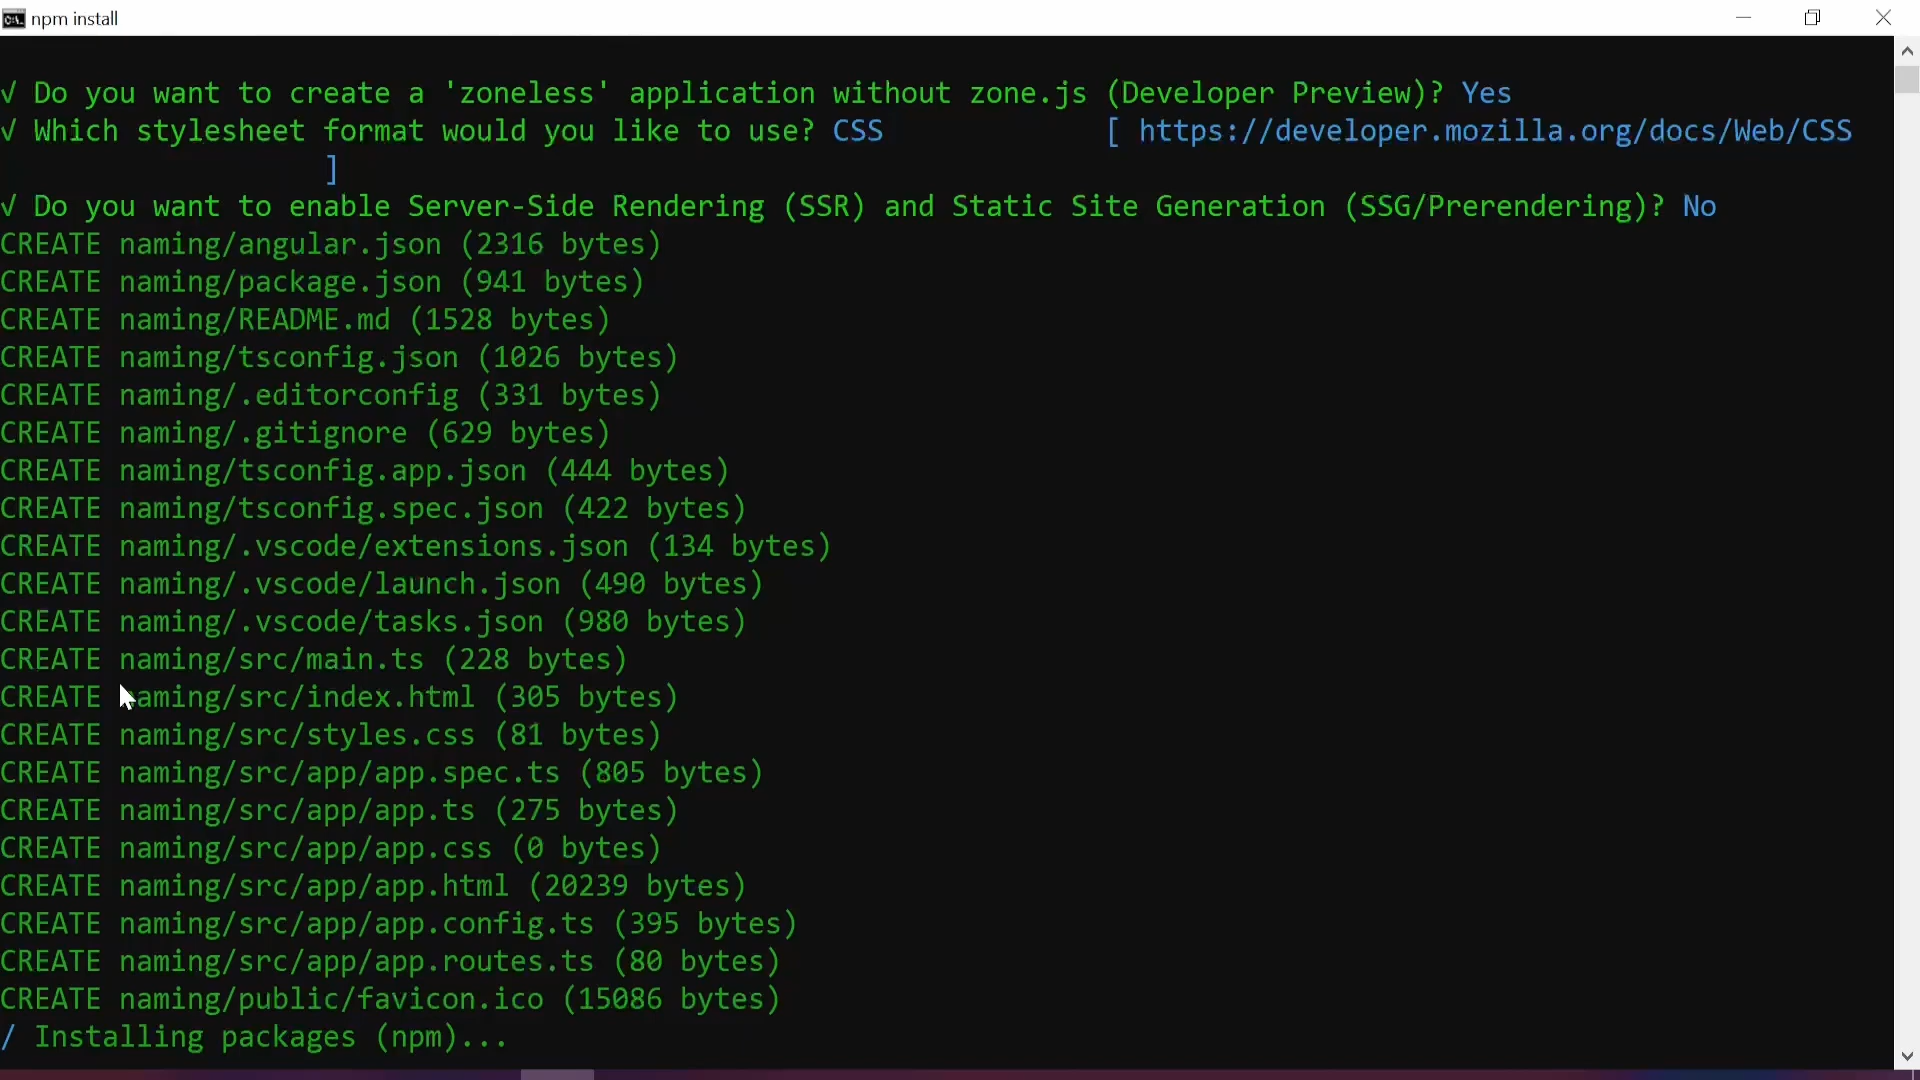 npm install
√ Do you want to create a 'zoneless' application without zone.js (Developer Preview)? Yes
√ Which stylesheet format would you like to use? CSS [ https://developer.mozilla.org/docs/Web/CSS
]
√ Do you want to enable Server-Side Rendering (SSR) and Static Site Generation (SSG/Prerendering)? No
CREATE naming/angular.json (2316 bytes)
CREATE naming/package.json (941 bytes)
CREATE naming/README.md (1528 bytes)
CREATE naming/tsconfig.json (1026 bytes)
CREATE naming/.editorconfig (331 bytes)
CREATE naming/.gitignore (629 bytes)
CREATE naming/tsconfig.app.json (444 bytes)
CREATE naming/tsconfig.spec.json (422 bytes)
CREATE naming/.vscode/extensions.json (134 bytes)
CREATE naming/.vscode/launch.json (490 bytes)
CREATE naming/.vscode/tasks.json (980 bytes)
CREATE naming/src/main.ts (228 bytes)
CREATE naming/src/index.html (305 bytes)
CREATE naming/src/styles.css (81 bytes)
CREATE naming/src/app/app.spec.ts (805 bytes)
CREATE naming/src/app/app.ts (275 bytes)
CREATE naming/src/app/app.css (0 bytes)
CREATE naming/src/app/app.html (20239 bytes)
CREATE naming/src/app/app.config.ts (395 bytes)
CREATE naming/src/app/app.routes.ts (80 bytes)
CREATE naming/public/favicon.ico (15086 bytes)
/ Installing packages (npm)...